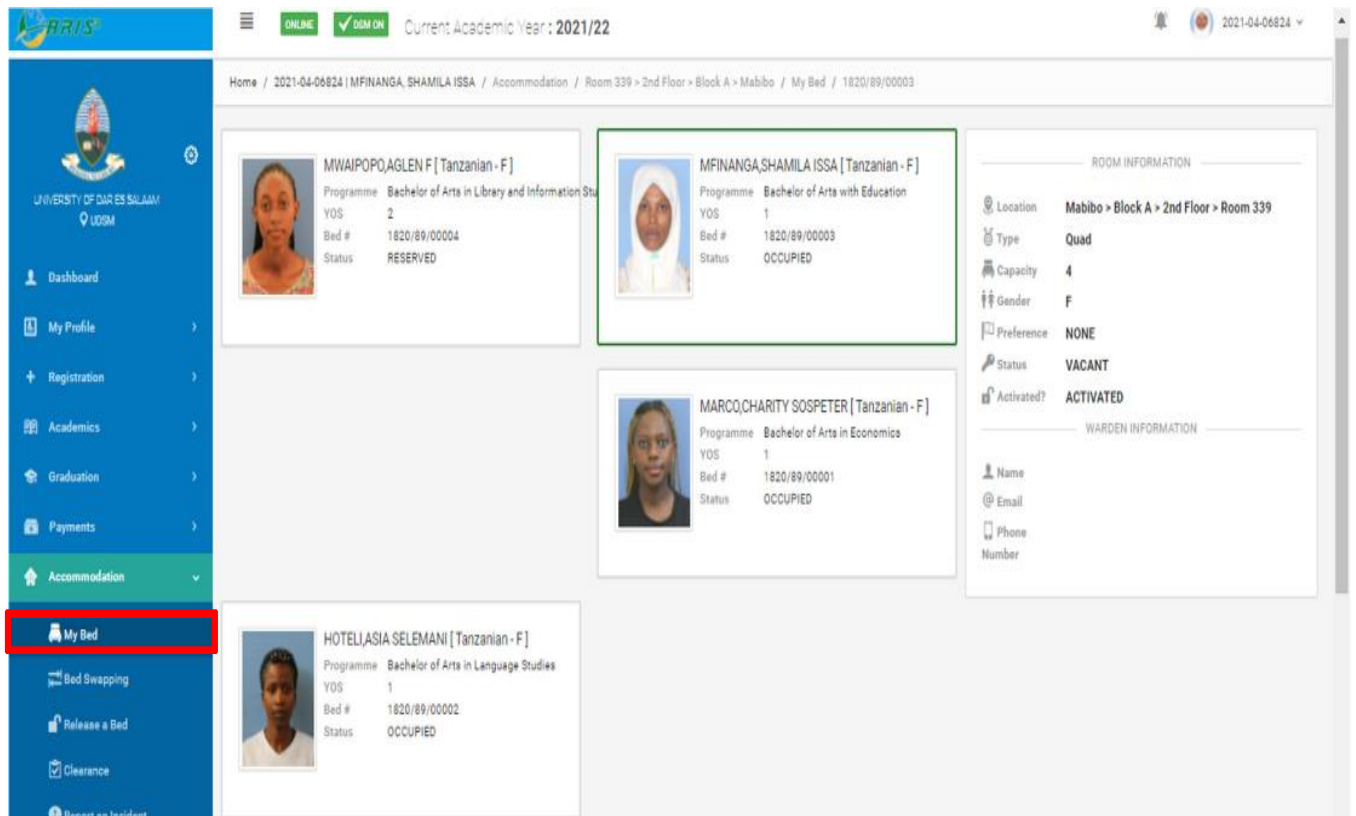 ARIS³
ONLINE
DSM ON
Current Academic Year : 2021/22
2021-04-06824
Home / 2021-04-06824 | MFINANGA, SHAMILA ISSA / Accommodation / Room 339 > 2nd Floor > Block A > Mabibo / My Bed / 1820/89/00003
UNIVERSITY OF DAR ES SALAAM
UDSM
Dashboard
My Profile
Registration
Academics
Graduation
Payments
Accommodation
My Bed
Bed Swapping
Release a Bed
Clearance
Report an Incident
MWAIPOPO,AGLEN F [ Tanzanian - F ]
Programme Bachelor of Arts in Library and Information Stu
YOS 2
Bed # 1820/89/00004
Status RESERVED
MFINANGA,SHAMILA ISSA [ Tanzanian - F ]
Programme Bachelor of Arts with Education
YOS 1
Bed # 1820/89/00003
Status OCCUPIED
MARCO,CHARITY SOSPETER [ Tanzanian - F ]
Programme Bachelor of Arts in Economics
YOS 1
Bed # 1820/89/00001
Status OCCUPIED
HOTELI,ASIA SELEMANI [ Tanzanian - F ]
Programme Bachelor of Arts in Language Studies
YOS 1
Bed # 1820/89/00002
Status OCCUPIED
ROOM INFORMATION
Location Mabibo > Block A > 2nd Floor > Room 339
Type Quad
Capacity 4
Gender F
Preference NONE
Status VACANT
Activated? ACTIVATED
WARDEN INFORMATION
Name
Email
Phone
Number